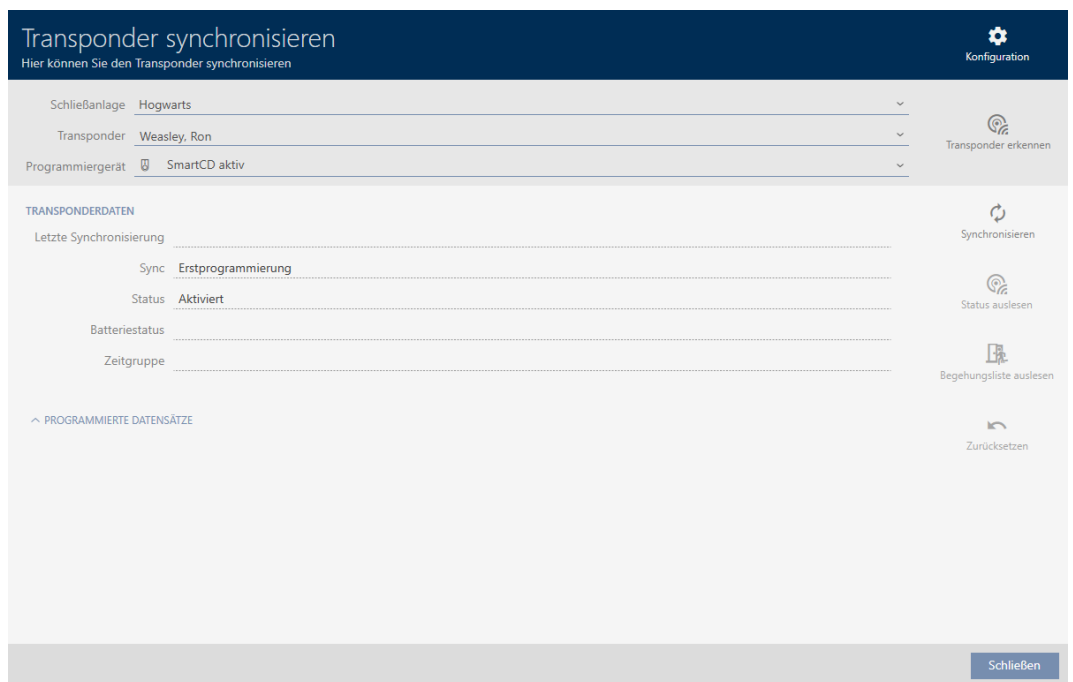 Transponder synchronisieren
Hier können Sie den Transponder synchronisieren
Konfiguration
Schließanlage Hogwarts
Transponder Weasley, Ron
Programmiergerät SmartCD aktiv
Transponder erkennen
TRANSPONDERDATEN
Letzte Synchronisierung
Sync Erstprogrammierung
Status Aktiviert
Batteriestatus
Zeitgruppe
PROGRAMMIERTE DATENSÄTZE
Synchronisieren
Status auslesen
Begehungsliste auslesen
Zurücksetzen
Schließen